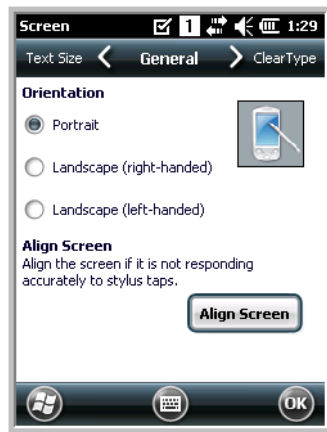 Screen 1 1:29
Text Size General ClearType
Orientation
Portrait
Landscape (right-handed)
Landscape (left-handed)
Align Screen
Align the screen if it is not responding
accurately to stylus taps.
Align Screen
OK